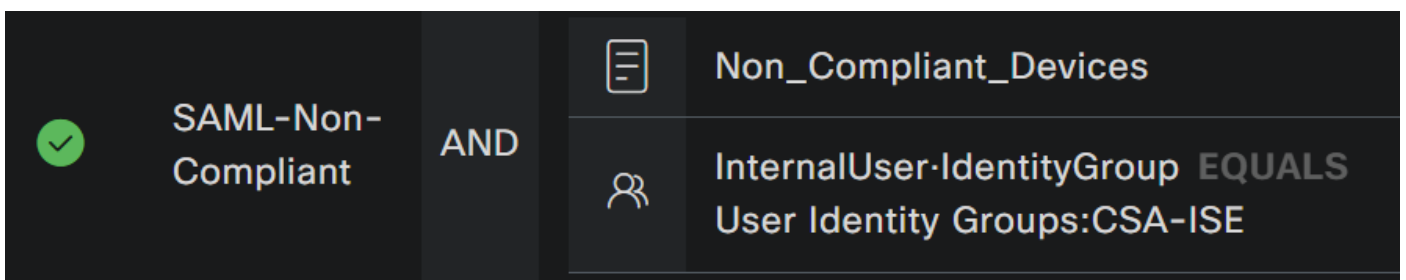 SAML-Non-
Compliant
AND
Non_Compliant_Devices
InternalUser·IdentityGroup EQUALS
User Identity Groups:CSA-ISE